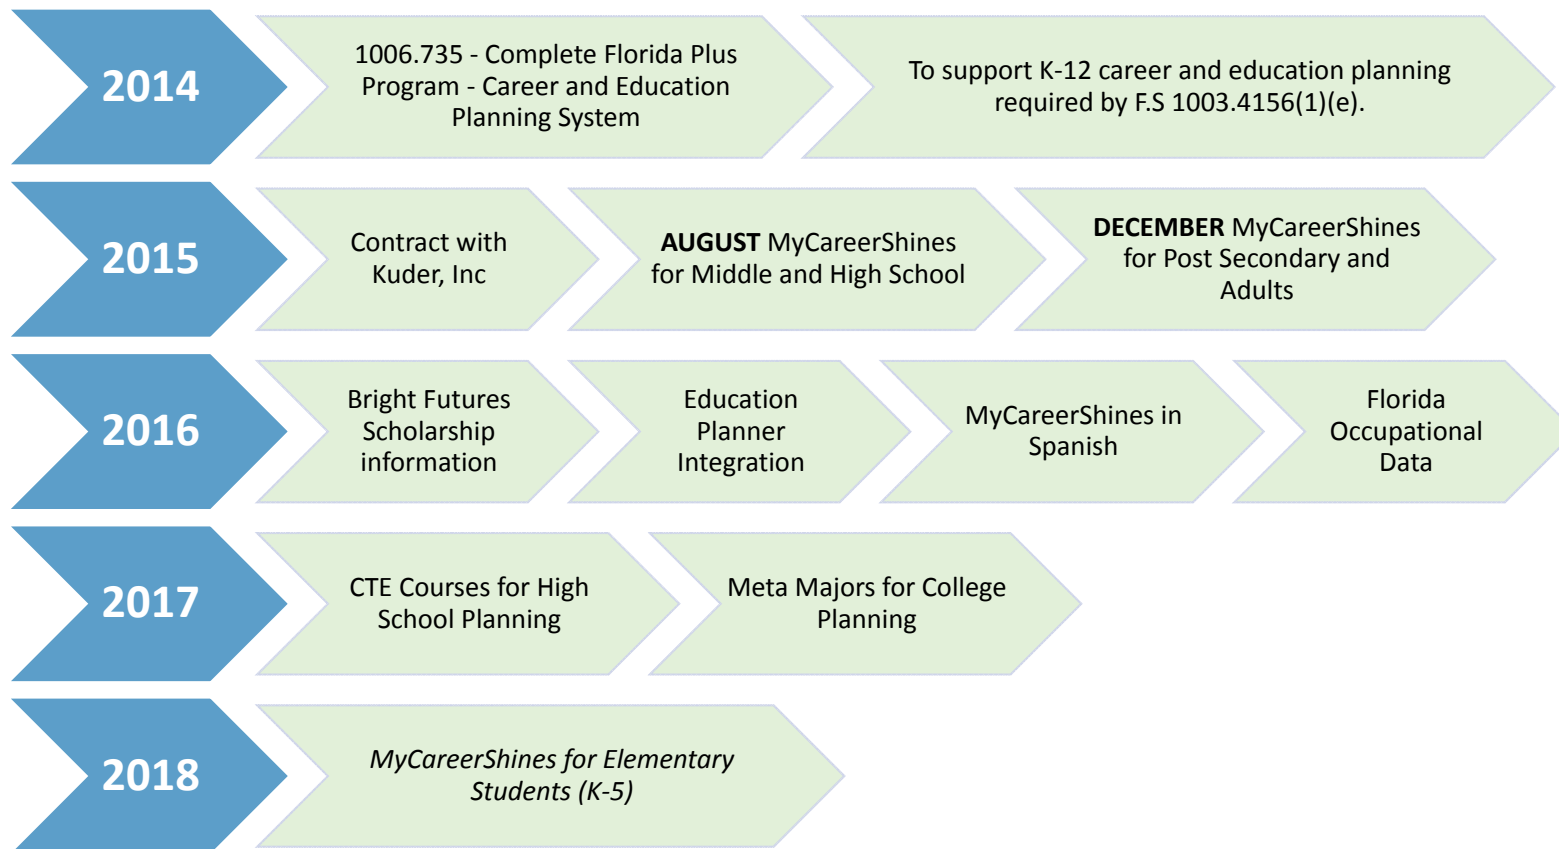 2014
1006.735 - Complete Florida Plus
Program - Career and Education
Planning System
To support K-12 career and education planning
required by F.S 1003.4156(1)(e).
2015
Contract with
Kuder, Inc
AUGUST MyCareerShines
for Middle and High School
DECEMBER MyCareerShines
for Post Secondary and
Adults
2016
Bright Futures
Scholarship
information
Education
Planner
Integration
MyCareerShines in
Spanish
Florida
Occupational
Data
2017
CTE Courses for High
School Planning
Meta Majors for College
Planning
2018
MyCareerShines for Elementary
Students (K-5)